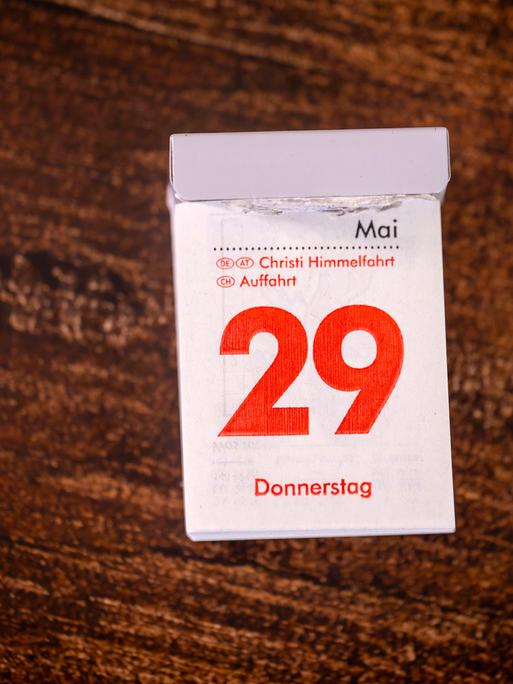 Mai
DE AT Christi Himmelfahrt
CH Auffahrt
29
Donnerstag